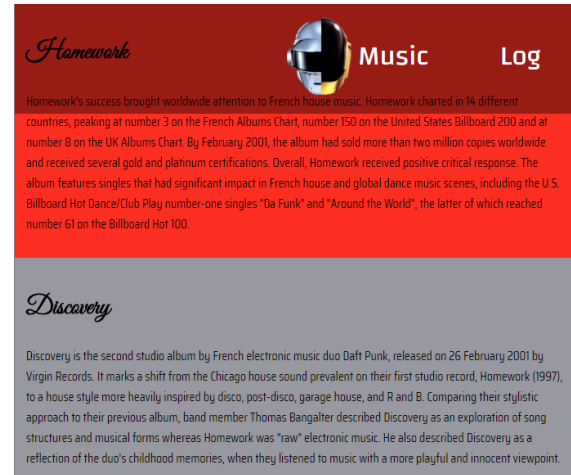 Homework
Music
Log
Homework's success brought worldwide attention to French house music. Homework charted in 14 different
countries, peaking at number 3 on the French Albums Chart, number 150 on the United States Billboard 200 and at
number 8 on the UK Albums Chart. By February 2001, the album had sold more than two million copies worldwide
and received several gold and platinum certifications. Overall, Homework received positive critical response. The
album features singles that had significant impact in French house and global dance music scenes, including the U.S.
Billboard Hot Dance/Club Play number-one singles "Da Funk" and "Around the World", the latter of which reached
number 61 on the Billboard Hot 100.
Discovery
Discovery is the second studio album by French electronic music duo Daft Punk, released on 26 February 2001 by
Virgin Records. It marks a shift from the Chicago house sound prevalent on their first studio record, Homework (1997),
to a house style more heavily inspired by disco, post-disco, garage house, and R and B. Comparing their stylistic
approach to their previous album, band member Thomas Bangalter described Discovery as an exploration of song
structures and musical forms whereas Homework was "raw" electronic music. He also described Discovery as a
reflection of the duo's childhood memories, when they listened to music with a more playful and innocent viewpoint.